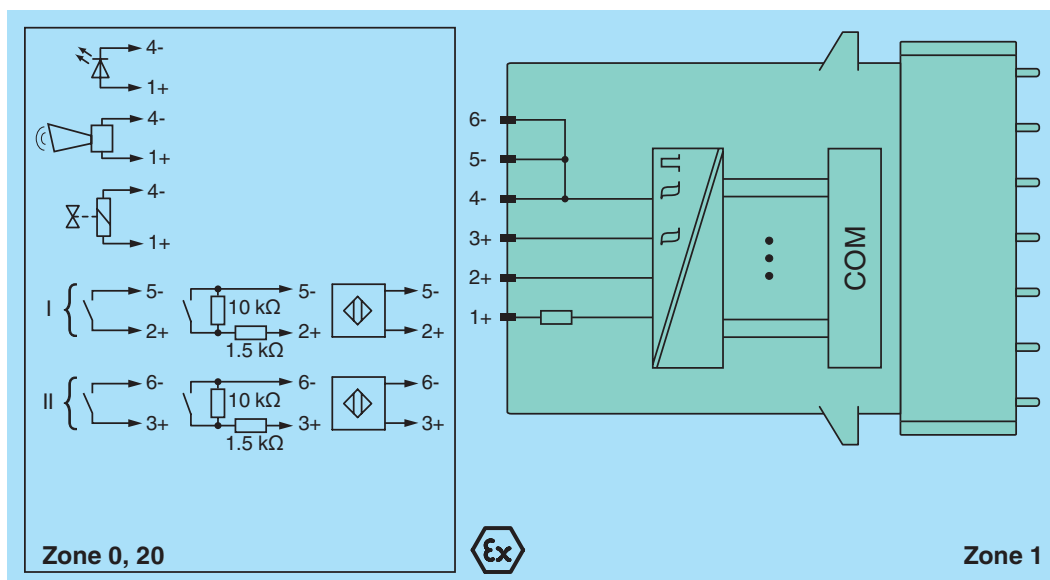 4-
1+
4-
1+
4-
1+
I
5-
2+
10 kΩ
1.5 kΩ
5-
2+
5-
2+
II
6-
3+
10 kΩ
1.5 kΩ
6-
3+
6-
3+
Zone 0, 20
6-
5-
4-
3+
2+
1+
COM
Ex
Zone 1